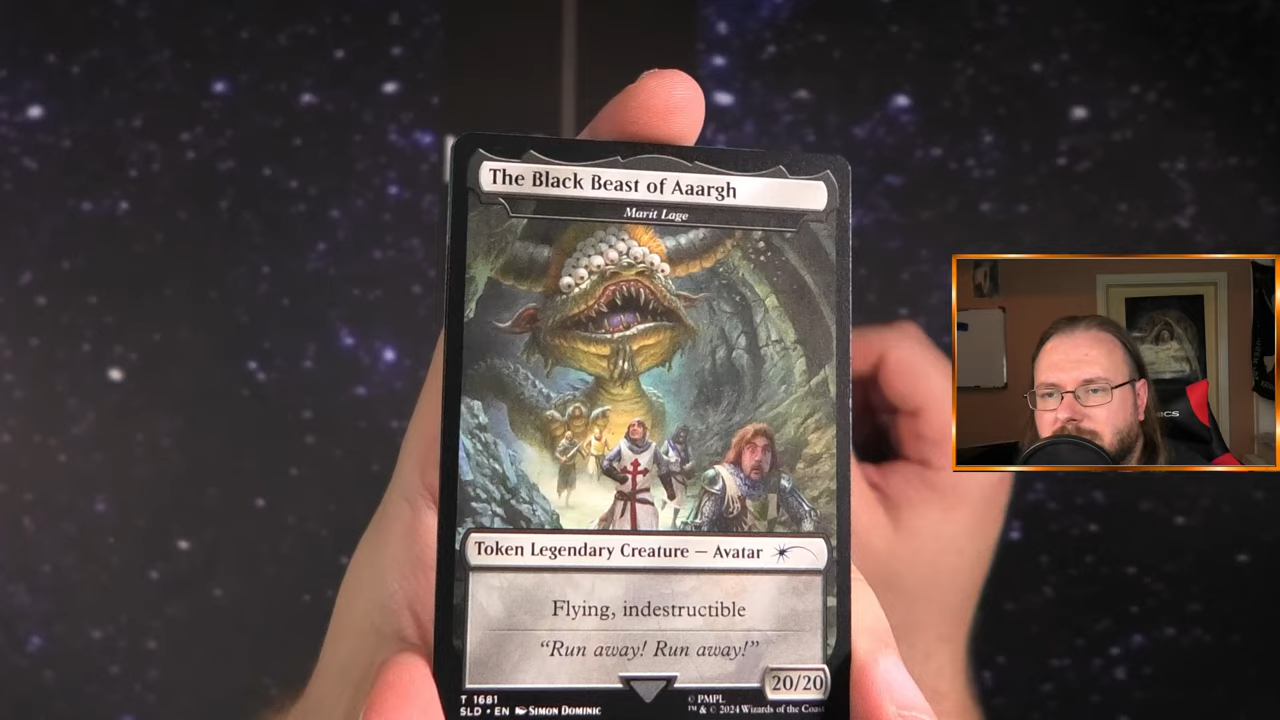 The Black Beast of Aaargh
Marit Lage
Token Legendary Creature — Avatar
Flying, indestructible
“Run away! Run away!”
20/20
T 1681
SLD • EN SIMON DOMINIC
© PMPL
™ & © 2024 Wizards of the Coast